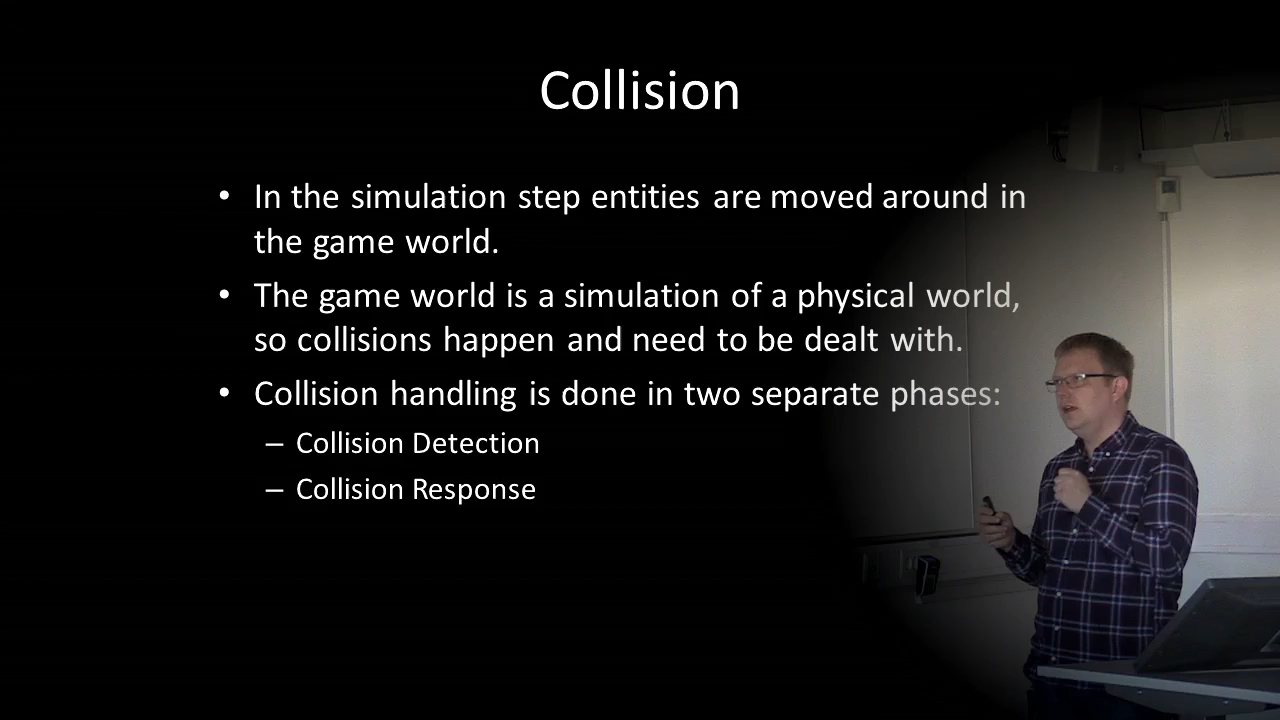 Collision
• In the simulation step entities are moved around in
the game world.
• The game world is a simulation of a physical world,
so collisions happen and need to be dealt with.
• Collision handling is done in two separate phases:
– Collision Detection
– Collision Response